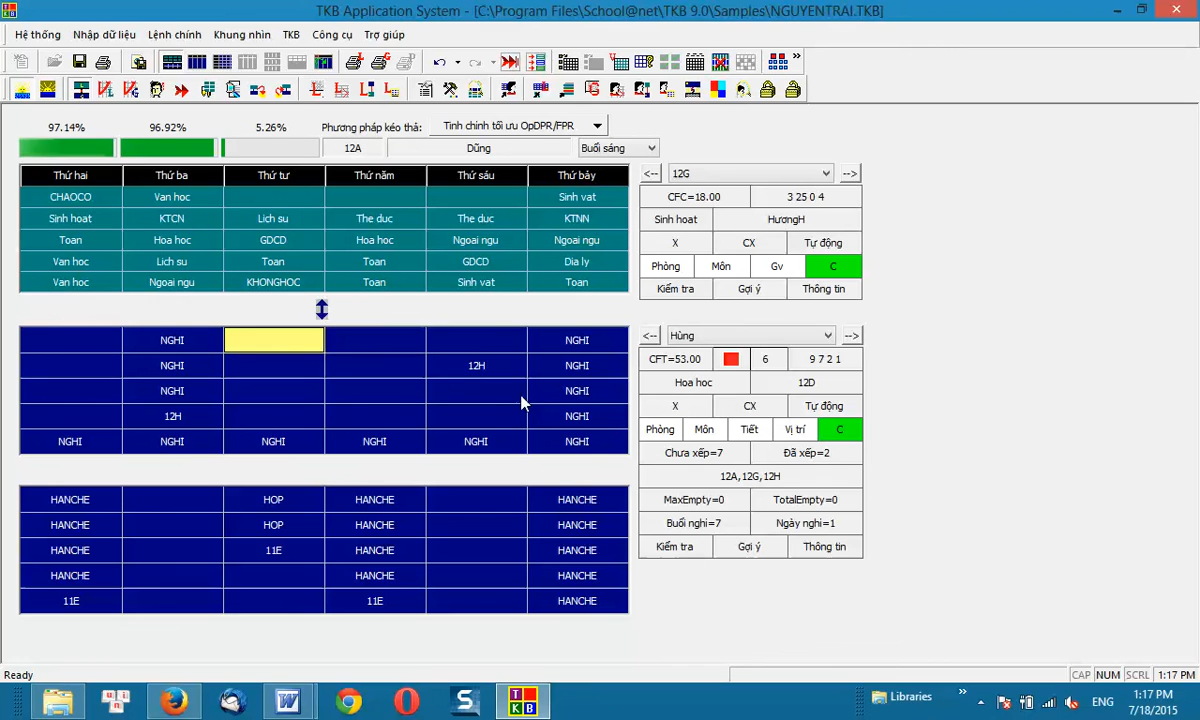 TKB Application System - [C:\Program Files\School@net\TKB 9.0\Samples\NGUYENTRAI.TKB]
Hệ thống Nhập dữ liệu Lệnh chính Khung nhìn TKB Công cụ Trợ giúp
97.14% 96.92% 5.26% Phương pháp kéo thả: Tinh chỉnh tối ưu OpDPR/FPR
12A Dũng Buổi sáng
Thứ hai Thứ ba Thứ tư Thứ năm Thứ sáu Thứ bảy
CHAOCO Van hoc Sinh vat
Sinh hoat KTCN Lich su The duc The duc KTNN
Toan Hoa hoc GDCD Hoa hoc Ngoai ngu Ngoai ngu
Van hoc Lich su Toan Toan GDCD Dia ly
Van hoc Ngoai ngu KHONGHOC Toan Sinh vat Toan
<-- 12G -->
CFC=18.00 3 25 0 4
Sinh hoat HươngH
X CX Tự động
Phòng Môn Gv C
Kiểm tra Gợi ý Thông tin
NGHI NGHI
NGHI 12H NGHI
NGHI NGHI
12H NGHI
NGHI NGHI NGHI NGHI NGHI NGHI
<-- Hùng -->
CFT=53.00 6 9 7 2 1
Hoa hoc 12D
X CX Tự động
Phòng Môn Tiết Vị trí C
Chưa xếp=7 Đã xếp=2
12A,12G,12H
MaxEmpty=0 TotalEmpty=0
Buổi nghỉ=7 Ngày nghỉ=1
Kiểm tra Gợi ý Thông tin
HANCHE HOP HANCHE HANCHE
HANCHE HOP HANCHE HANCHE
HANCHE 11E HANCHE HANCHE
HANCHE HANCHE HANCHE
11E 11E HANCHE
Ready CAP NUM SCRL 1:17 PM
Libraries ENG 1:17 PM
7/18/2015